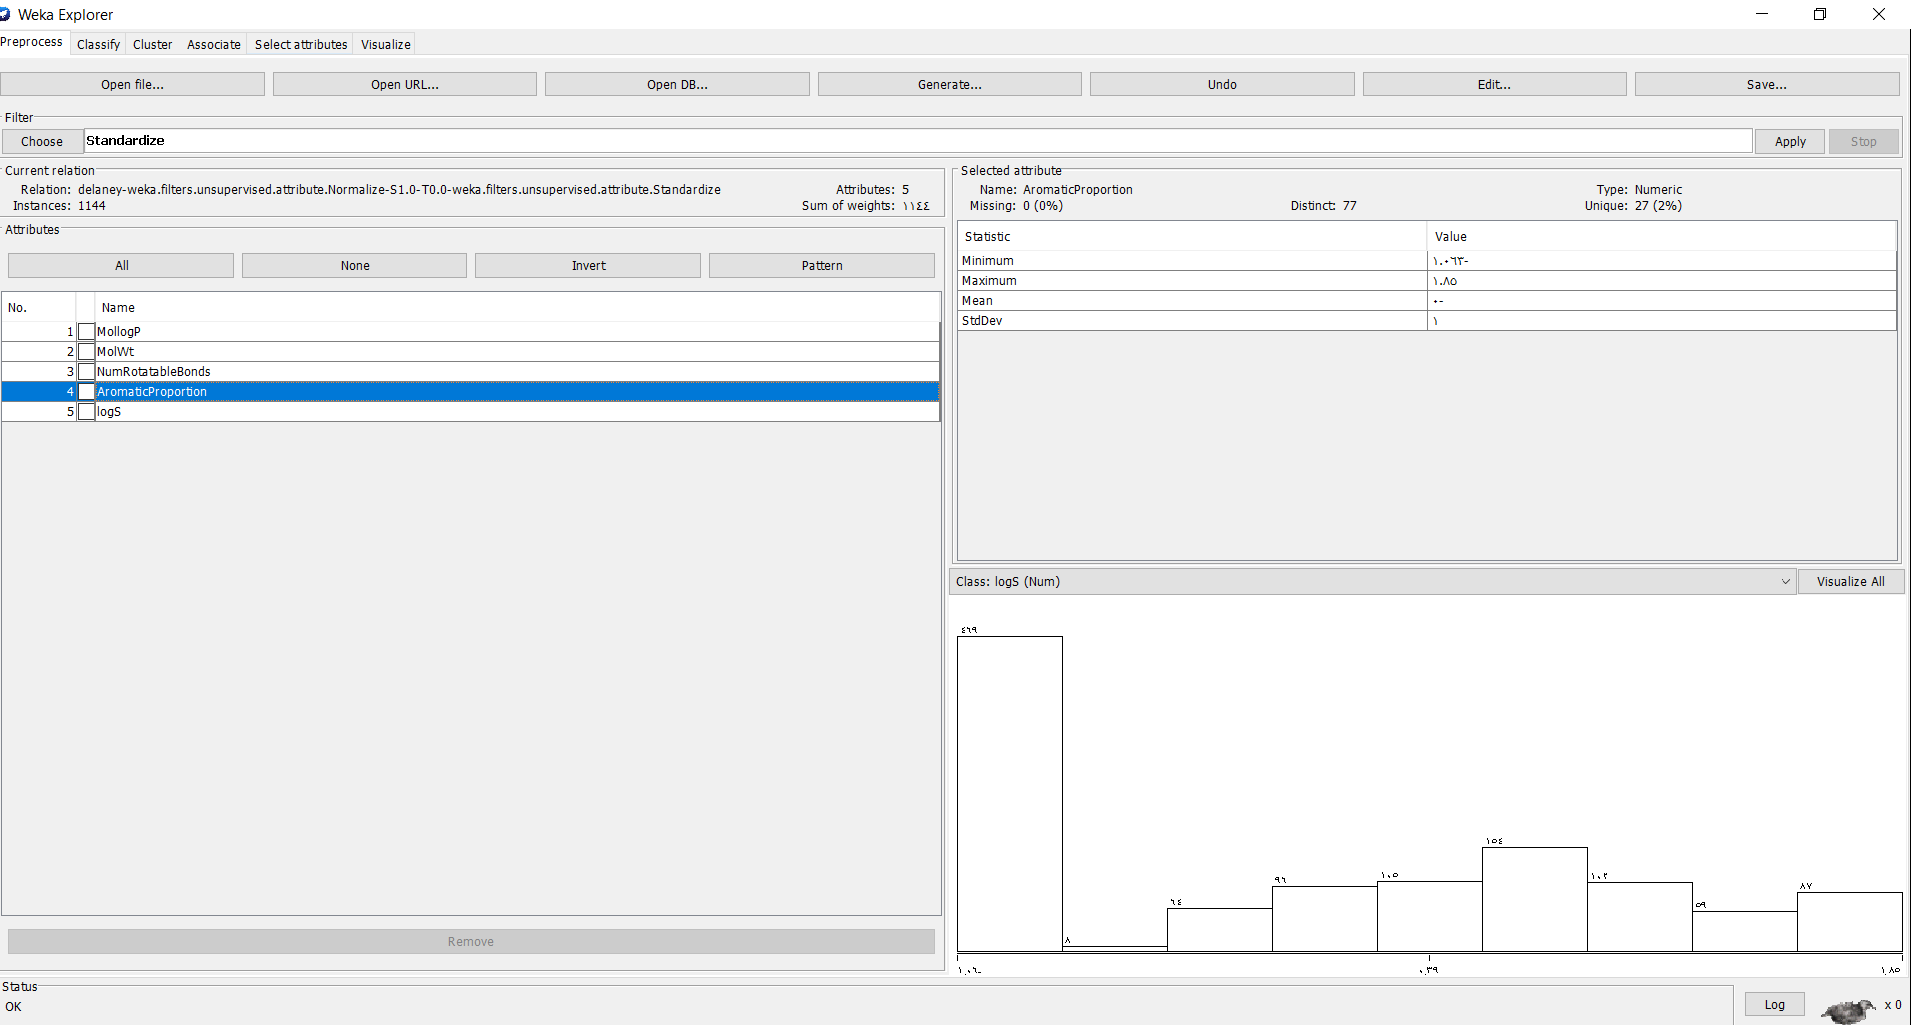 Weka Explorer
Preprocess Classify Cluster Associate Select attributes Visualize
Open file... Open URL... Open DB... Generate... Undo Edit... Save...
Filter
Choose Standardize Apply Stop
Current relation
Relation: delaney-weka.filters.unsupervised.attribute.Normalize-S1.0-T0.0-weka.filters.unsupervised.attribute.Standardize Attributes: 5
Instances: 1144 Sum of weights: ١١٤٤
Attributes
All None Invert Pattern
No. Name
1 MollogP
2 MolWt
3 NumRotatableBonds
4 AromaticProportion
5 logS
Remove
Selected attribute
Name: AromaticProportion Type: Numeric
Missing: 0 (0%) Distinct: 77 Unique: 27 (2%)
Statistic Value
Minimum ١.٠٦٣-
Maximum ١.٨٥
Mean ٠-
StdDev ١
Class: logS (Num) Visualize All
٤٦٩
٨
٦٤
٩٦
١٠٥
١٥٤
١٠٢
٥٩
٨٧
١.٠٦- ٠.٣٩ ١.٨٥
Status
OK
Log x 0